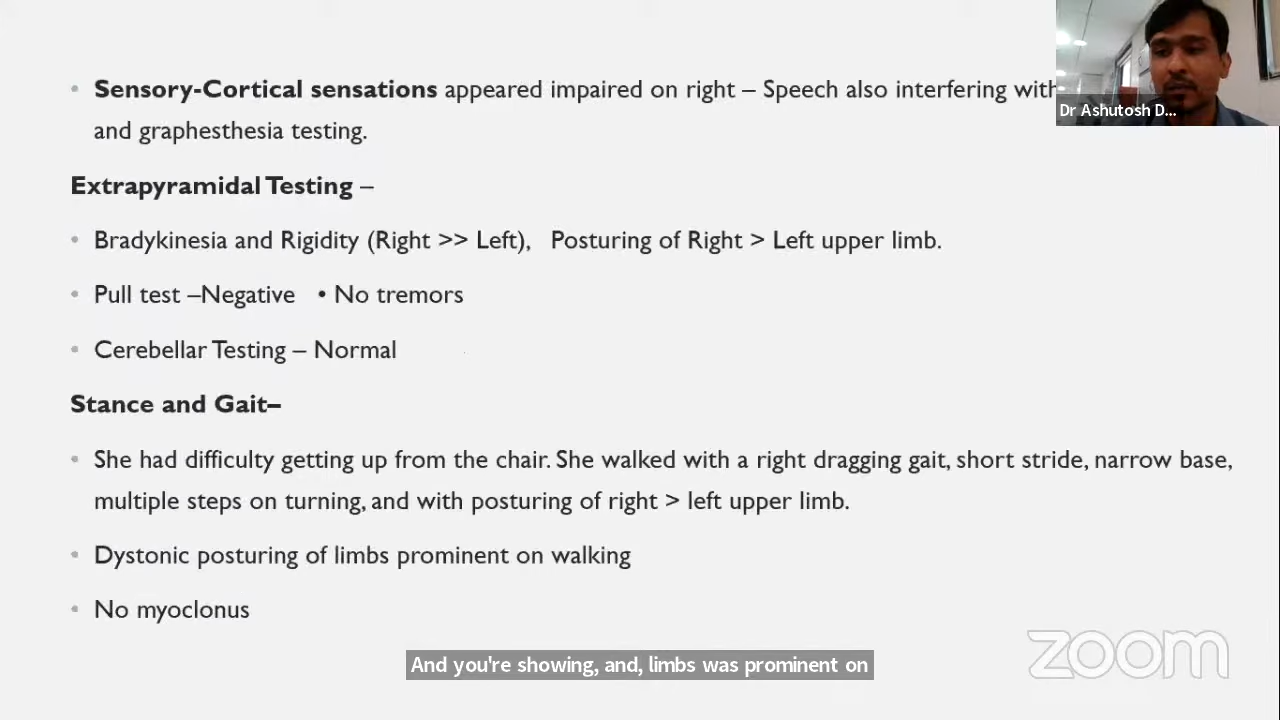 • Sensory-Cortical sensations appeared impaired on right – Speech also interfering with
and graphesthesia testing.
Dr Ashutosh D...
Extrapyramidal Testing –
• Bradykinesia and Rigidity (Right >> Left), Posturing of Right > Left upper limb.
• Pull test –Negative • No tremors
• Cerebellar Testing – Normal
Stance and Gait–
• She had difficulty getting up from the chair. She walked with a right dragging gait, short stride, narrow base,
multiple steps on turning, and with posturing of right > left upper limb.
• Dystonic posturing of limbs prominent on walking
• No myoclonus
zoom
And you're showing, and, limbs was prominent on